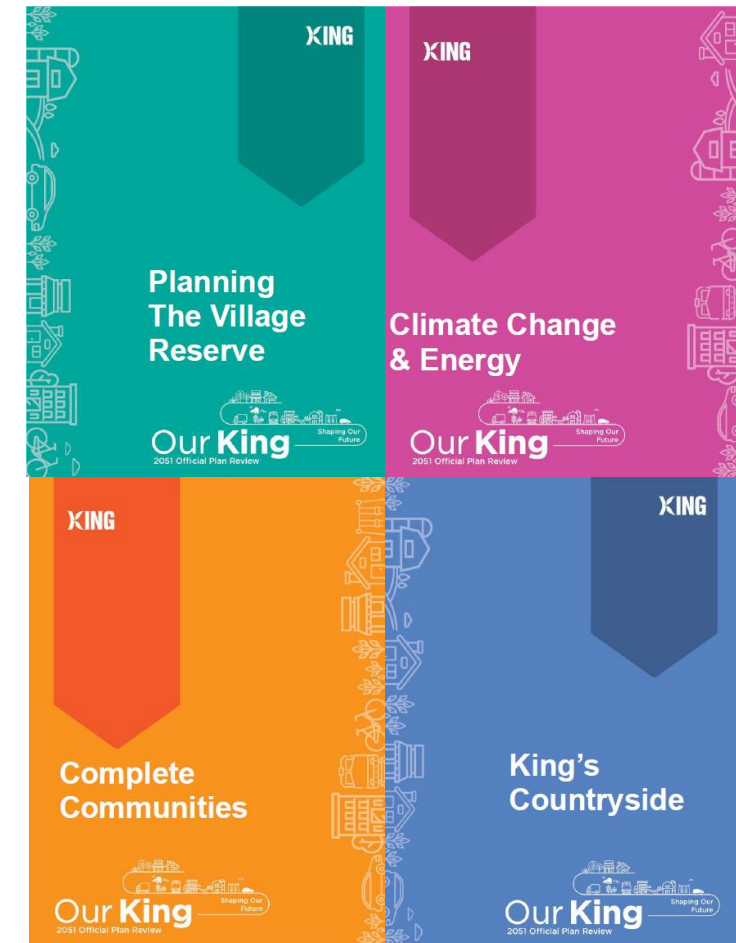 KING
Planning
The Village
Reserve
Our King
Shaping Our
Future
2051 Official Plan Review
KING
Climate Change
& Energy
Our King
Shaping Our
Future
2051 Official Plan Review
KING
Complete
Communities
Our King
Shaping Our
Future
2051 Official Plan Review
KING
King’s
Countryside
Our King
Shaping Our
Future
2051 Official Plan Review